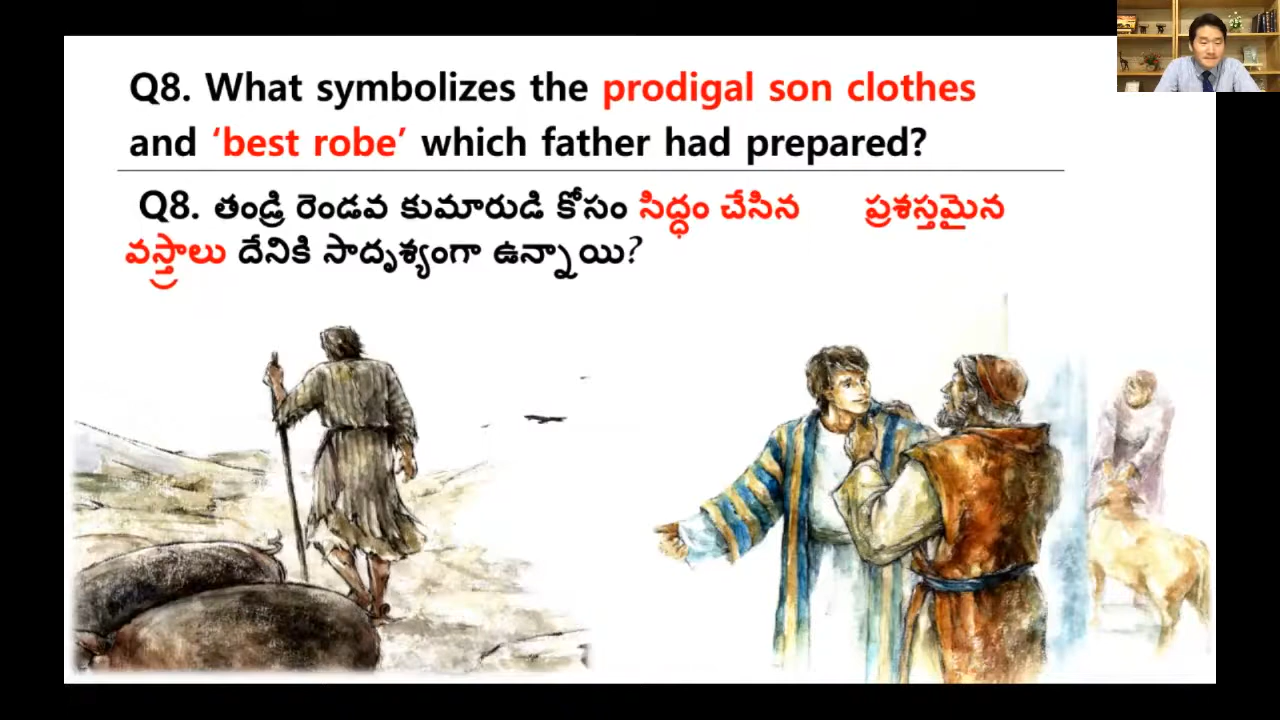 Q8. What symbolizes the prodigal son clothes
and ‘best robe’ which father had prepared?
Q8. తండ్రి రెండవ కుమారుడి కోసం సిద్ధం చేసిన ప్రశస్తమైన
వస్త్రాలు దేనికి సాదృశ్యంగా ఉన్నాయి?